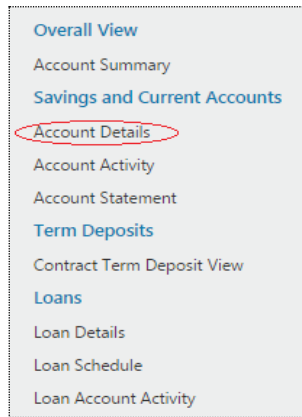 Overall View
Account Summary
Savings and Current Accounts
Account Details
Account Activity
Account Statement
Term Deposits
Contract Term Deposit View
Loans
Loan Details
Loan Schedule
Loan Account Activity